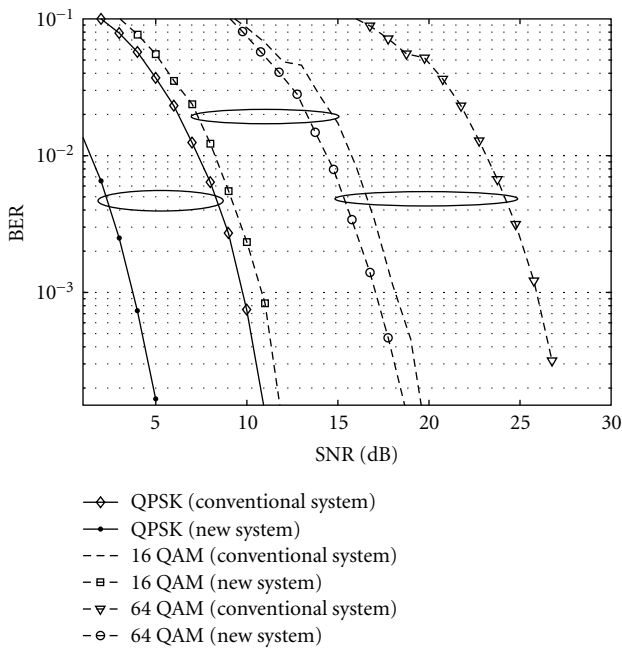 10⁻¹
10⁻²
10⁻³
BER
5 10 15 20 25 30
SNR (dB)
QPSK (conventional system)
QPSK (new system)
16 QAM (conventional system)
16 QAM (new system)
64 QAM (conventional system)
64 QAM (new system)